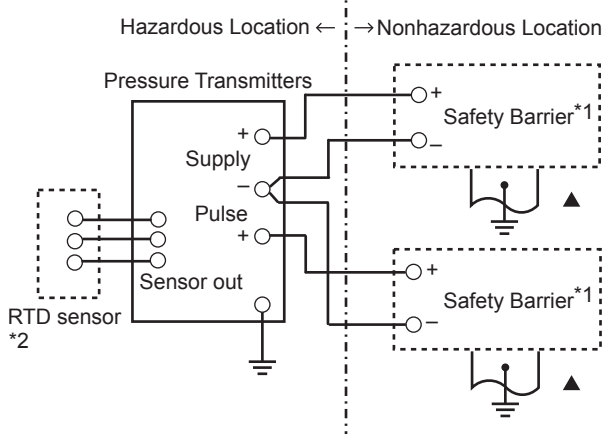 Hazardous Location ← → Nonhazardous Location
Pressure Transmitters
+
Supply
–
Pulse
+
Sensor out
RTD sensor
*2
+
Safety Barrier*1
–
▲
+
Safety Barrier*1
–
▲